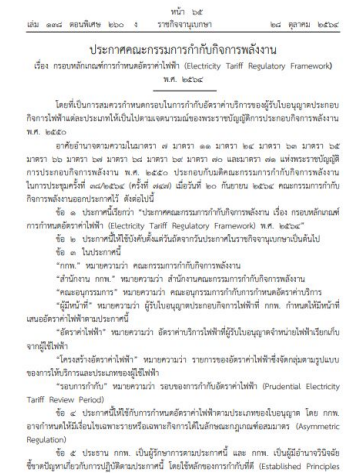 หน้า ๖๕
เล่ม ๑๓๘ ตอนพิเศษ ๒๖๐ ง ราชกิจจานุเบกษา ๒๘ ตุลาคม ๒๕๖๔
ประกาศคณะกรรมการกำกับกิจการพลังงาน
เรื่อง กรอบหลักเกณฑ์การกำหนดอัตราค่าไฟฟ้า (Electricity Tariff Regulatory Framework)
พ.ศ. ๒๕๖๔
โดยที่เป็นการสมควรกำหนดกรอบในการกำกับอัตราค่าบริการของผู้รับใบอนุญาตประกอบ
กิจการไฟฟ้าแต่ละประเภทให้เป็นไปตามเจตนารมณ์ของพระราชบัญญัติการประกอบกิจการพลังงาน
พ.ศ. ๒๕๕๐
อาศัยอำนาจตามความในมาตรา ๗ มาตรา ๑๑ มาตรา ๒๔ มาตรา ๖๓ มาตรา ๖๕
มาตรา ๖๖ มาตรา ๖๗ มาตรา ๖๘ มาตรา ๖๙ มาตรา ๗๐ และมาตรา ๗๑ แห่งพระราชบัญญัติ
การประกอบกิจการพลังงาน พ.ศ. ๒๕๕๐ ประกอบกับมติคณะกรรมการกำกับกิจการพลังงาน
ในการประชุมครั้งที่ ๓๘/๒๕๖๔ (ครั้งที่ ๗๔๗) เมื่อวันที่ ๒๐ กันยายน ๒๕๖๔ คณะกรรมการกำกับ
กิจการพลังงานออกประกาศไว้ ดังต่อไปนี้
ข้อ ๑ ประกาศนี้เรียกว่า “ประกาศคณะกรรมการกำกับกิจการพลังงาน เรื่อง กรอบหลักเกณฑ์
การกำหนดอัตราค่าไฟฟ้า (Electricity Tariff Regulatory Framework) พ.ศ. ๒๕๖๔”
ข้อ ๒ ประกาศนี้ให้ใช้บังคับตั้งแต่วันถัดจากวันประกาศในราชกิจจานุเบกษาเป็นต้นไป
ข้อ ๓ ในประกาศนี้
“กกพ.” หมายความว่า คณะกรรมการกำกับกิจการพลังงาน
“สำนักงาน กกพ.” หมายความว่า สำนักงานคณะกรรมการกำกับกิจการพลังงาน
“คณะอนุกรรมการ” หมายความว่า คณะอนุกรรมการกำกับการกำหนดอัตราค่าบริการ
“ผู้มีหน้าที่” หมายความว่า ผู้รับใบอนุญาตประกอบกิจการไฟฟ้าที่ กกพ. กำหนดให้มีหน้าที่
เสนออัตราค่าไฟฟ้าตามประกาศนี้
“อัตราค่าไฟฟ้า” หมายความว่า อัตราค่าบริการไฟฟ้าที่ผู้รับใบอนุญาตจำหน่ายไฟฟ้าเรียกเก็บ
จากผู้ใช้ไฟฟ้า
“โครงสร้างอัตราค่าไฟฟ้า” หมายความว่า รายการของอัตราค่าไฟฟ้าซึ่งจัดกลุ่มตามรูปแบบ
ของการให้บริการและประเภทของผู้ใช้ไฟฟ้า
“รอบการกำกับ” หมายความว่า รอบของการกำกับอัตราค่าไฟฟ้า (Prudential Electricity
Tariff Review Period)
ข้อ ๔ ประกาศนี้ให้ใช้กับการกำหนดอัตราค่าไฟฟ้าตามประเภทของใบอนุญาต โดย กกพ.
อาจกำหนดให้มีเงื่อนไขเฉพาะรายหรือเฉพาะกิจการได้ในลักษณะกฎเกณฑ์อสมมาตร (Asymmetric
Regulation)
ข้อ ๕ ประธาน กกพ. เป็นผู้รักษาการตามประกาศนี้ และ กกพ. เป็นผู้มีอำนาจวินิจฉัย
ชี้ขาดปัญหาเกี่ยวกับการปฏิบัติตามประกาศนี้ โดยใช้หลักของการกำกับที่ดี (Established Principles